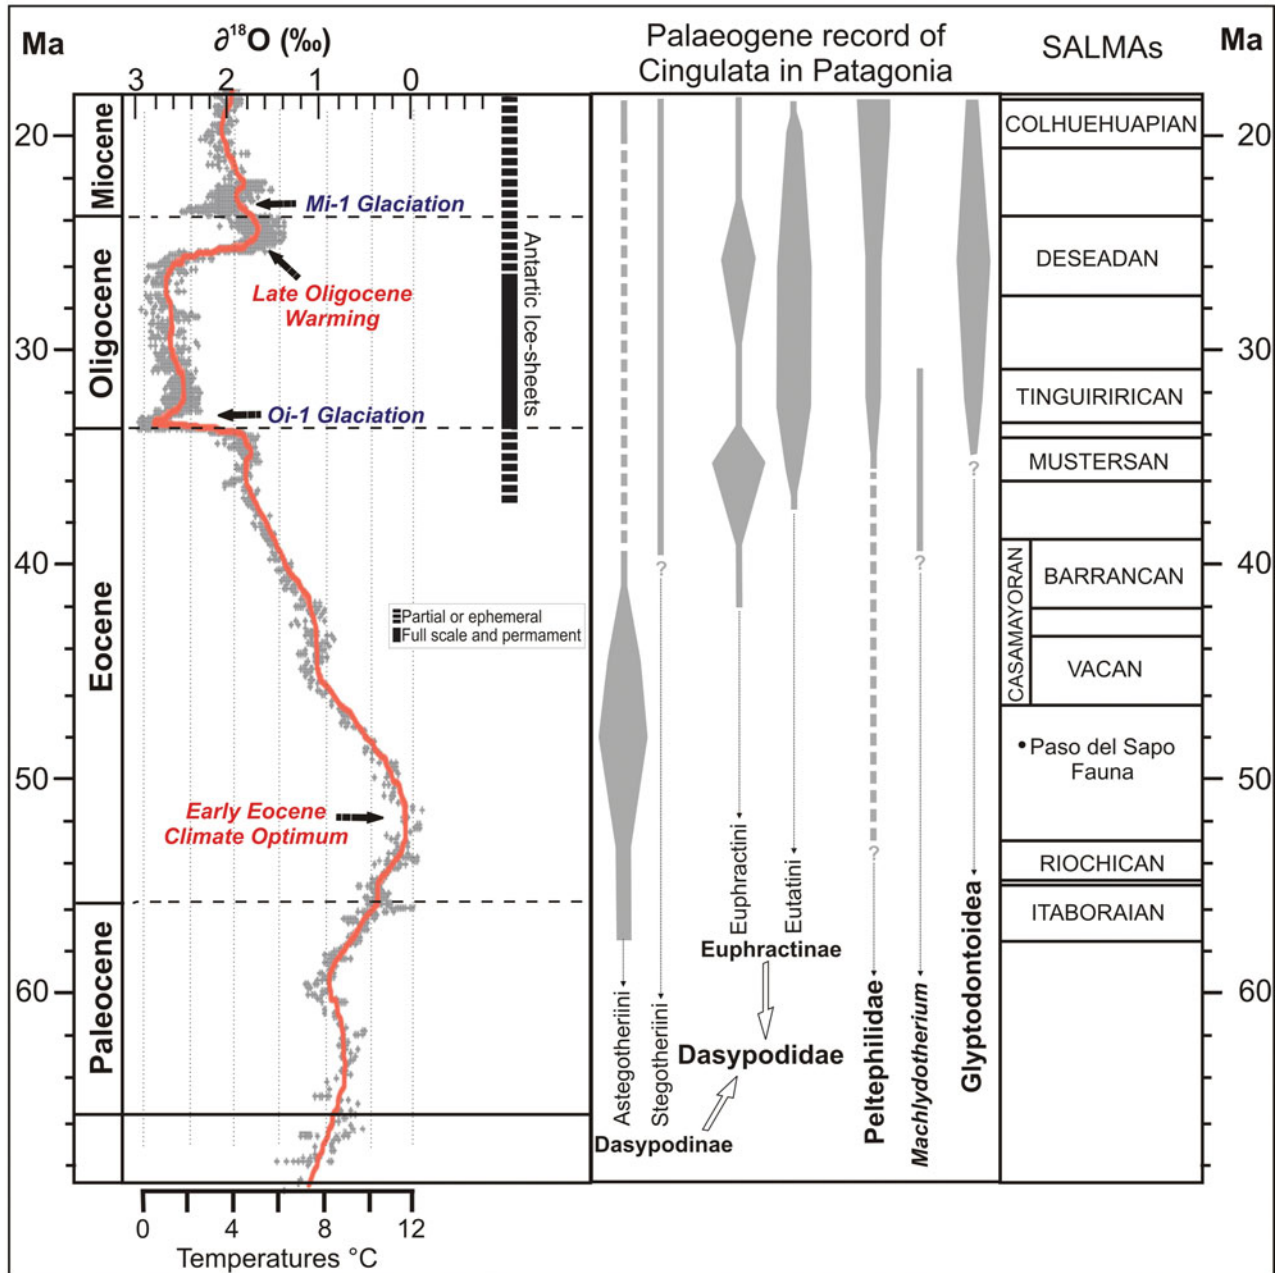 Ma
∂¹⁸O (‰)
3 2 1 0
Palaeogene record of
Cingulata in Patagonia
SALMAs
Ma
20
30
40
50
60
Miocene
Oligocene
Eocene
Paleocene
Mi-1 Glaciation
Late Oligocene
Warming
Oi-1 Glaciation
Early Eocene
Climate Optimum
Antartic Ice-sheets
Partial or ephemeral
Full scale and permament
0 4 8 12
Temperatures °C
?
?
?
?
Astegotheriini
Stegotheriini
Dasypodinae
Euphractini
Eutatini
Euphractinae
Dasypodidae
Peltephilidae
Machlydotherium
Glyptodontoidea
COLHUEHUAPIAN
DESEADAN
TINGUIRIRICAN
MUSTERSAN
CASAMAYORAN
BARRANCAN
VACAN
• Paso del Sapo
Fauna
RIOCHICAN
ITABORAIAN
20
30
40
50
60